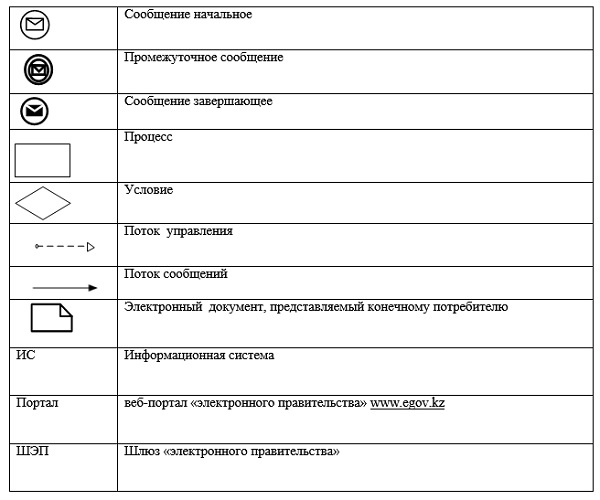 Сообщение начальное
Промежуточное сообщение
Сообщение завершающее
Процесс
Условие
Поток управления
Поток сообщений
Электронный документ, представляемый конечному потребителю
ИС Информационная система
Портал веб-портал «электронного правительства» www.egov.kz
ШЭП Шлюз «электронного правительства»